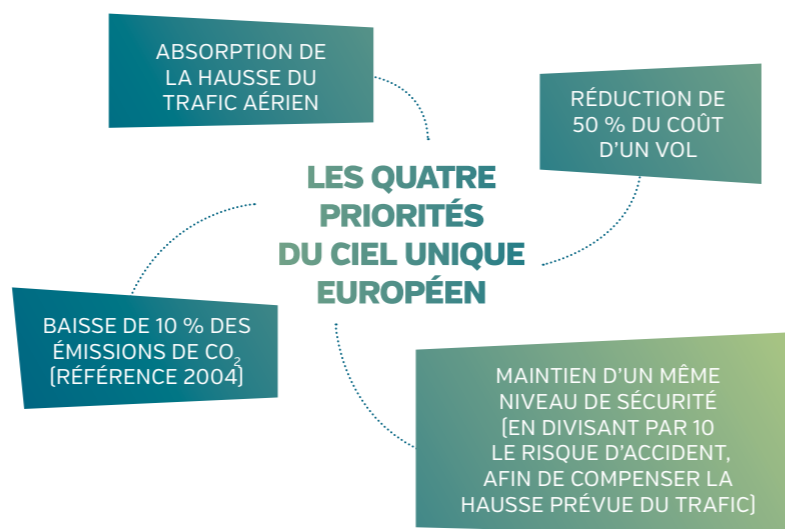 ABSORPTION DE
LA HAUSSE DU
TRAFIC AÉRIEN
RÉDUCTION DE
50 % DU COÛT
D’UN VOL
LES QUATRE
PRIORITÉS
DU CIEL UNIQUE
EUROPÉEN
BAISSE DE 10 % DES
ÉMISSIONS DE CO₂
(RÉFÉRENCE 2004)
MAINTIEN D’UN MÊME
NIVEAU DE SÉCURITÉ
(EN DIVISANT PAR 10
LE RISQUE D’ACCIDENT,
AFIN DE COMPENSER LA
HAUSSE PRÉVUE DU TRAFIC)